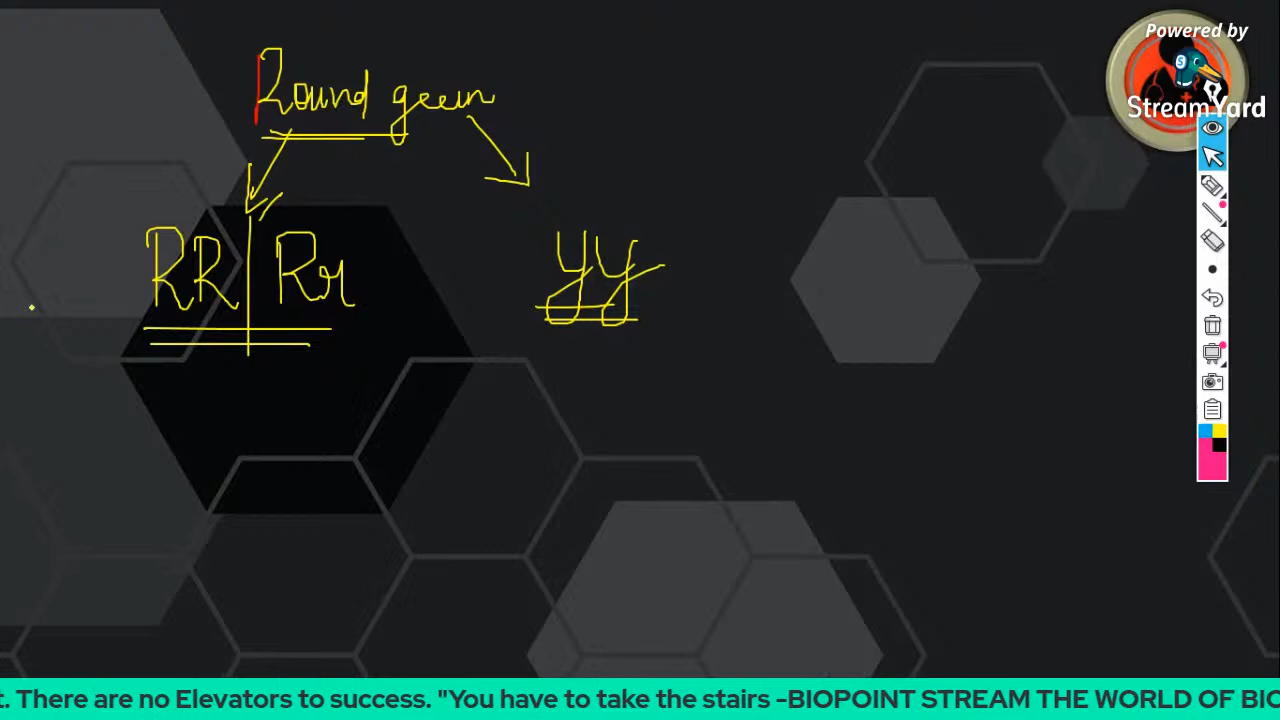 Powered by
StreamYard
Round green
RR Rr
yy
t. There are no Elevators to success. "You have to take the stairs -BIOPOINT STREAM THE WORLD OF BIO